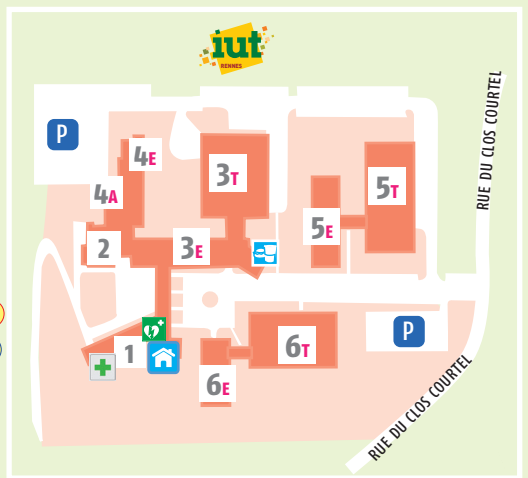 iut
RENNES
P
4E
4A
3T
5T
5E
2
3E
1
6T
6E
P
RUE DU CLOS COURTEL
RUE DU CLOS COURTEL